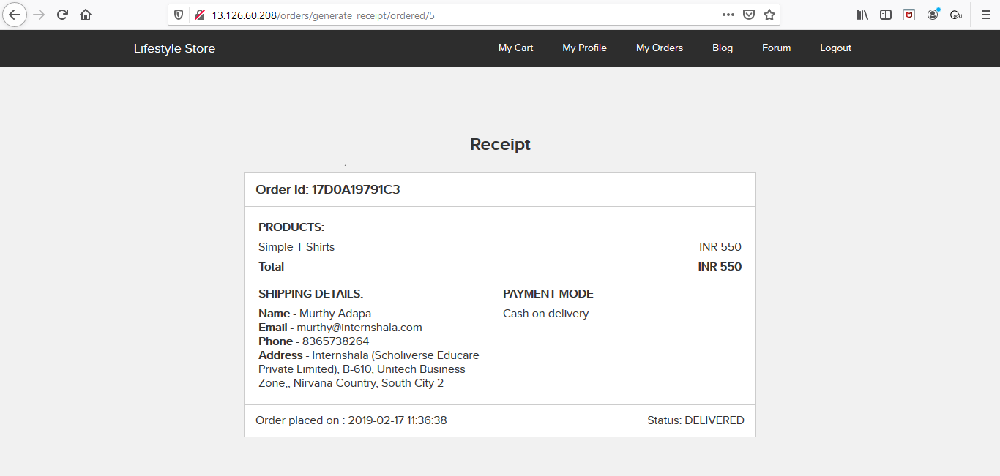 13.126.60.208/orders/generate_receipt/ordered/5
Lifestyle Store My Cart My Profile My Orders Blog Forum Logout
Receipt
Order Id: 17D0A19791C3
PRODUCTS:
Simple T Shirts INR 550
Total INR 550
SHIPPING DETAILS: PAYMENT MODE
Name - Murthy Adapa Cash on delivery
Email - murthy@internshala.com
Phone - 8365738264
Address - Internshala (Scholiverse Educare
Private Limited), B-610, Unitech Business
Zone,, Nirvana Country, South City 2
Order placed on : 2019-02-17 11:36:38 Status: DELIVERED